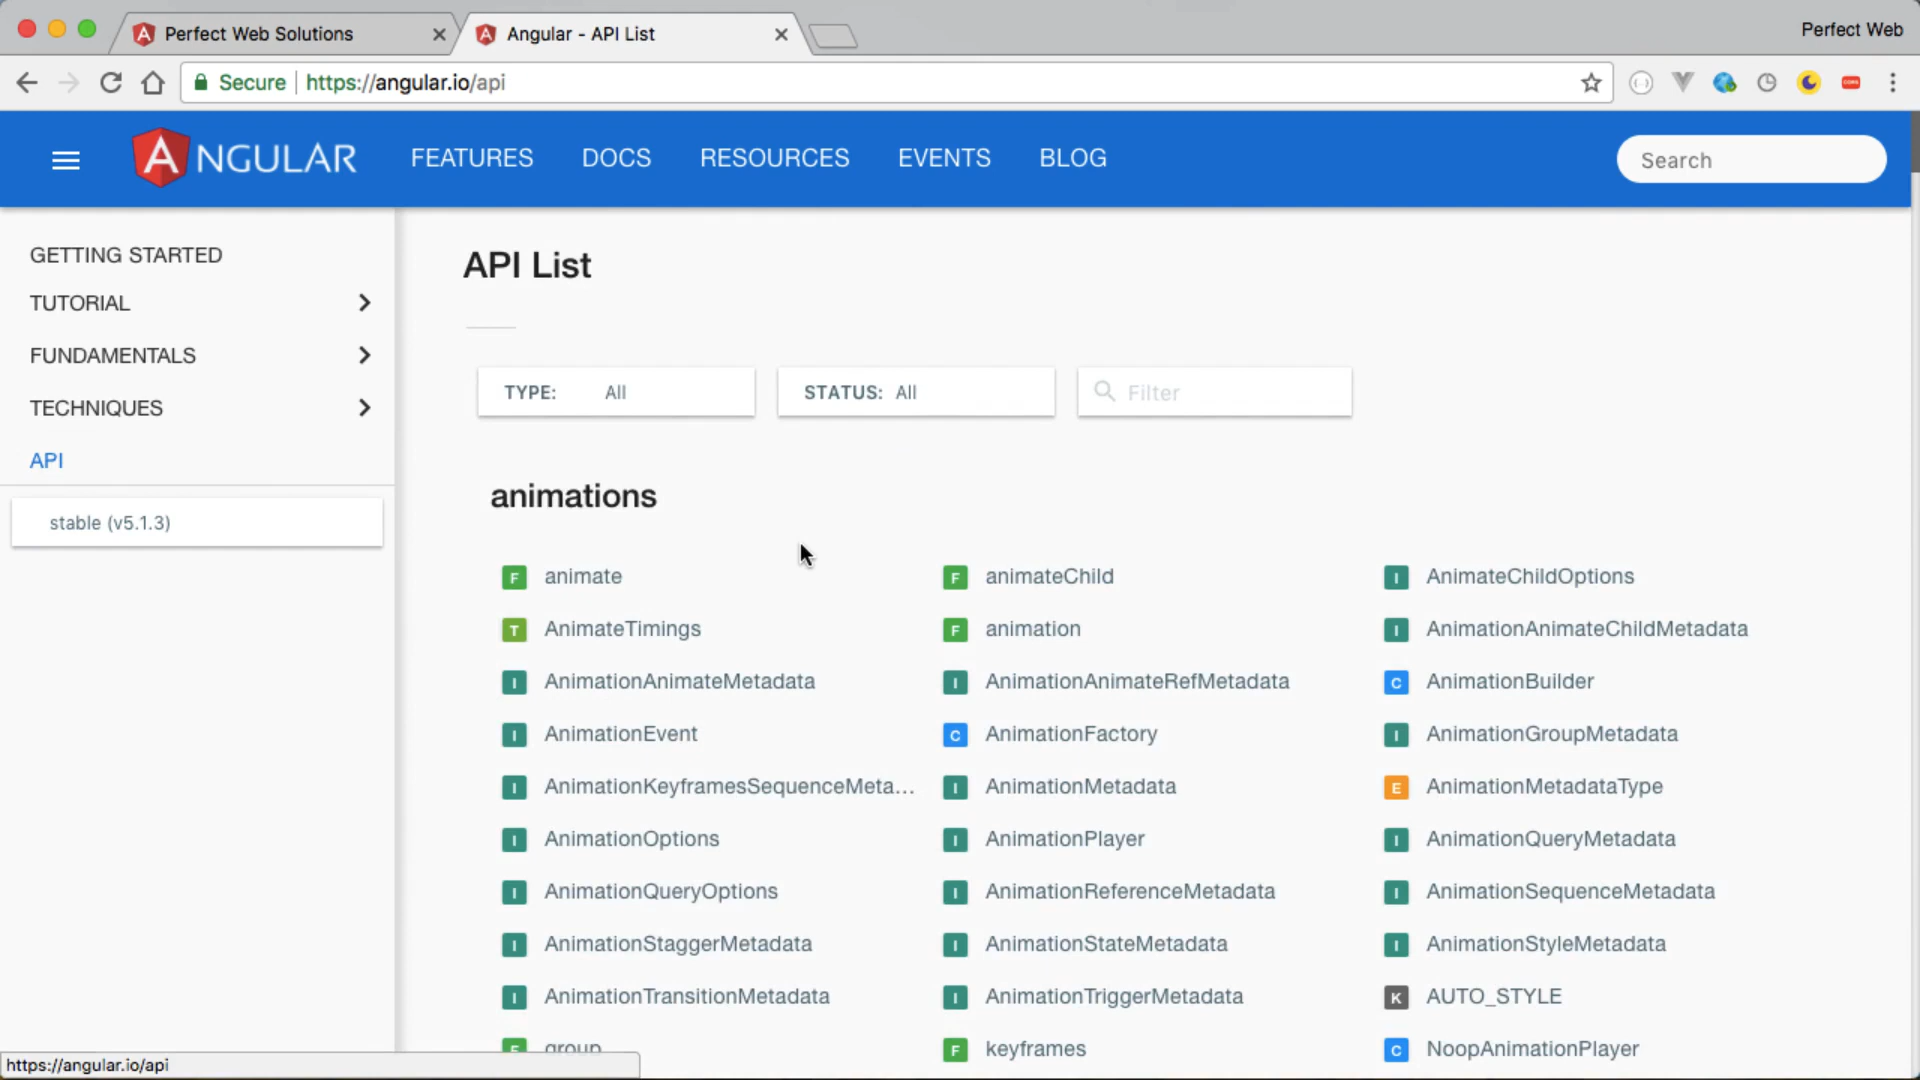 Perfect Web Solutions
Angular - API List
Perfect Web
Secure
https://angular.io/api
ANGULAR
FEATURES
DOCS
RESOURCES
EVENTS
BLOG
Search
GETTING STARTED
TUTORIAL
FUNDAMENTALS
TECHNIQUES
API
stable (v5.1.3)
API List
TYPE: All
STATUS: All
Filter
animations
F animate
F animateChild
I AnimateChildOptions
T AnimateTimings
F animation
I AnimationAnimateChildMetadata
I AnimationAnimateMetadata
I AnimationAnimateRefMetadata
C AnimationBuilder
I AnimationEvent
C AnimationFactory
I AnimationGroupMetadata
I AnimationKeyframesSequenceMeta...
I AnimationMetadata
E AnimationMetadataType
I AnimationOptions
I AnimationPlayer
I AnimationQueryMetadata
I AnimationQueryOptions
I AnimationReferenceMetadata
I AnimationSequenceMetadata
I AnimationStaggerMetadata
I AnimationStateMetadata
I AnimationStyleMetadata
I AnimationTransitionMetadata
I AnimationTriggerMetadata
K AUTO_STYLE
F group
F keyframes
C NoopAnimationPlayer
https://angular.io/api